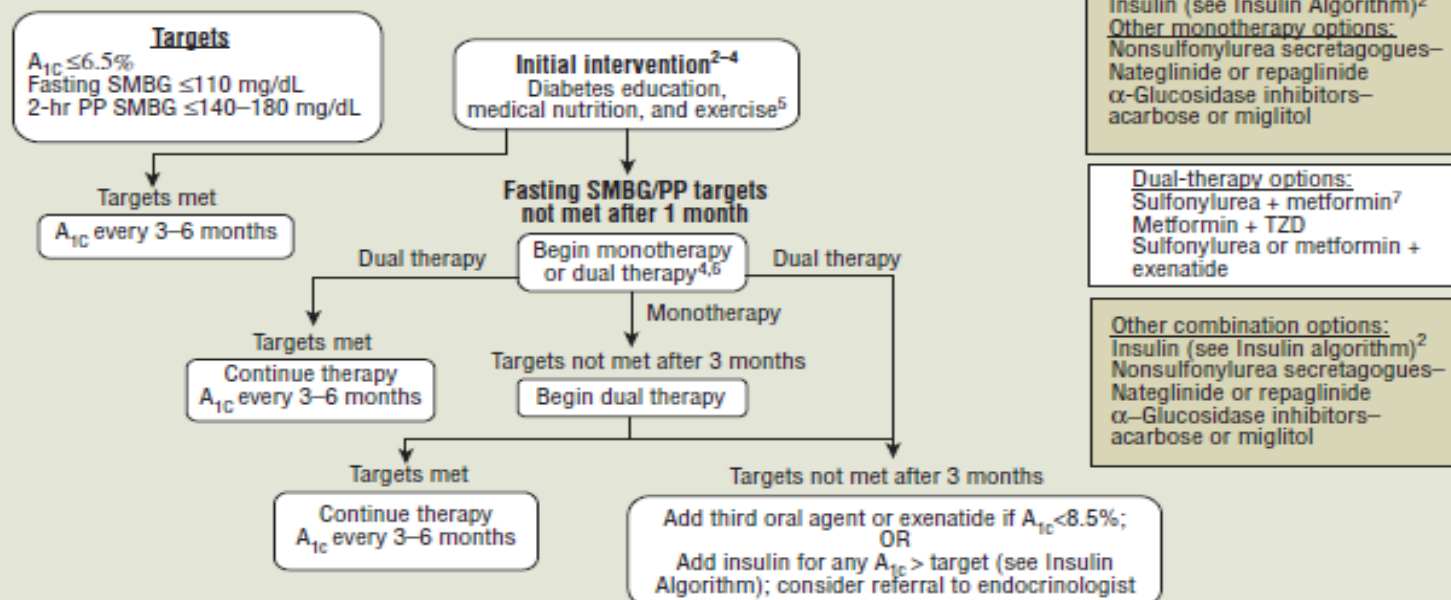 Targets
A1C ≤6.5%
Fasting SMBG ≤110 mg/dL
2-hr PP SMBG ≤140–180 mg/dL
Initial intervention2–4
Diabetes education,
medical nutrition, and exercise5
Targets met
A1C every 3–6 months
Fasting SMBG/PP targets
not met after 1 month
Begin monotherapy
or dual therapy4,6
Dual therapy
Dual therapy
Monotherapy
Targets met
Continue therapy
A1C every 3–6 months
Targets not met after 3 months
Begin dual therapy
Targets met
Continue therapy
A1c every 3–6 months
Targets not met after 3 months
Add third oral agent or exenatide if A1c<8.5%;
OR
Add insulin for any A1c > target (see Insulin
Algorithm); consider referral to endocrinologist
Insulin (see Insulin Algorithm)2
Other monotherapy options:
Nonsulfonylurea secretagogues–
Nateglinide or repaglinide
α-Glucosidase inhibitors–
acarbose or miglitol
Dual-therapy options:
Sulfonylurea + metformin7
Metformin + TZD
Sulfonylurea or metformin +
exenatide
Other combination options:
Insulin (see Insulin algorithm)2
Nonsulfonylurea secretagogues–
Nateglinide or repaglinide
α–Glucosidase inhibitors–
acarbose or miglitol